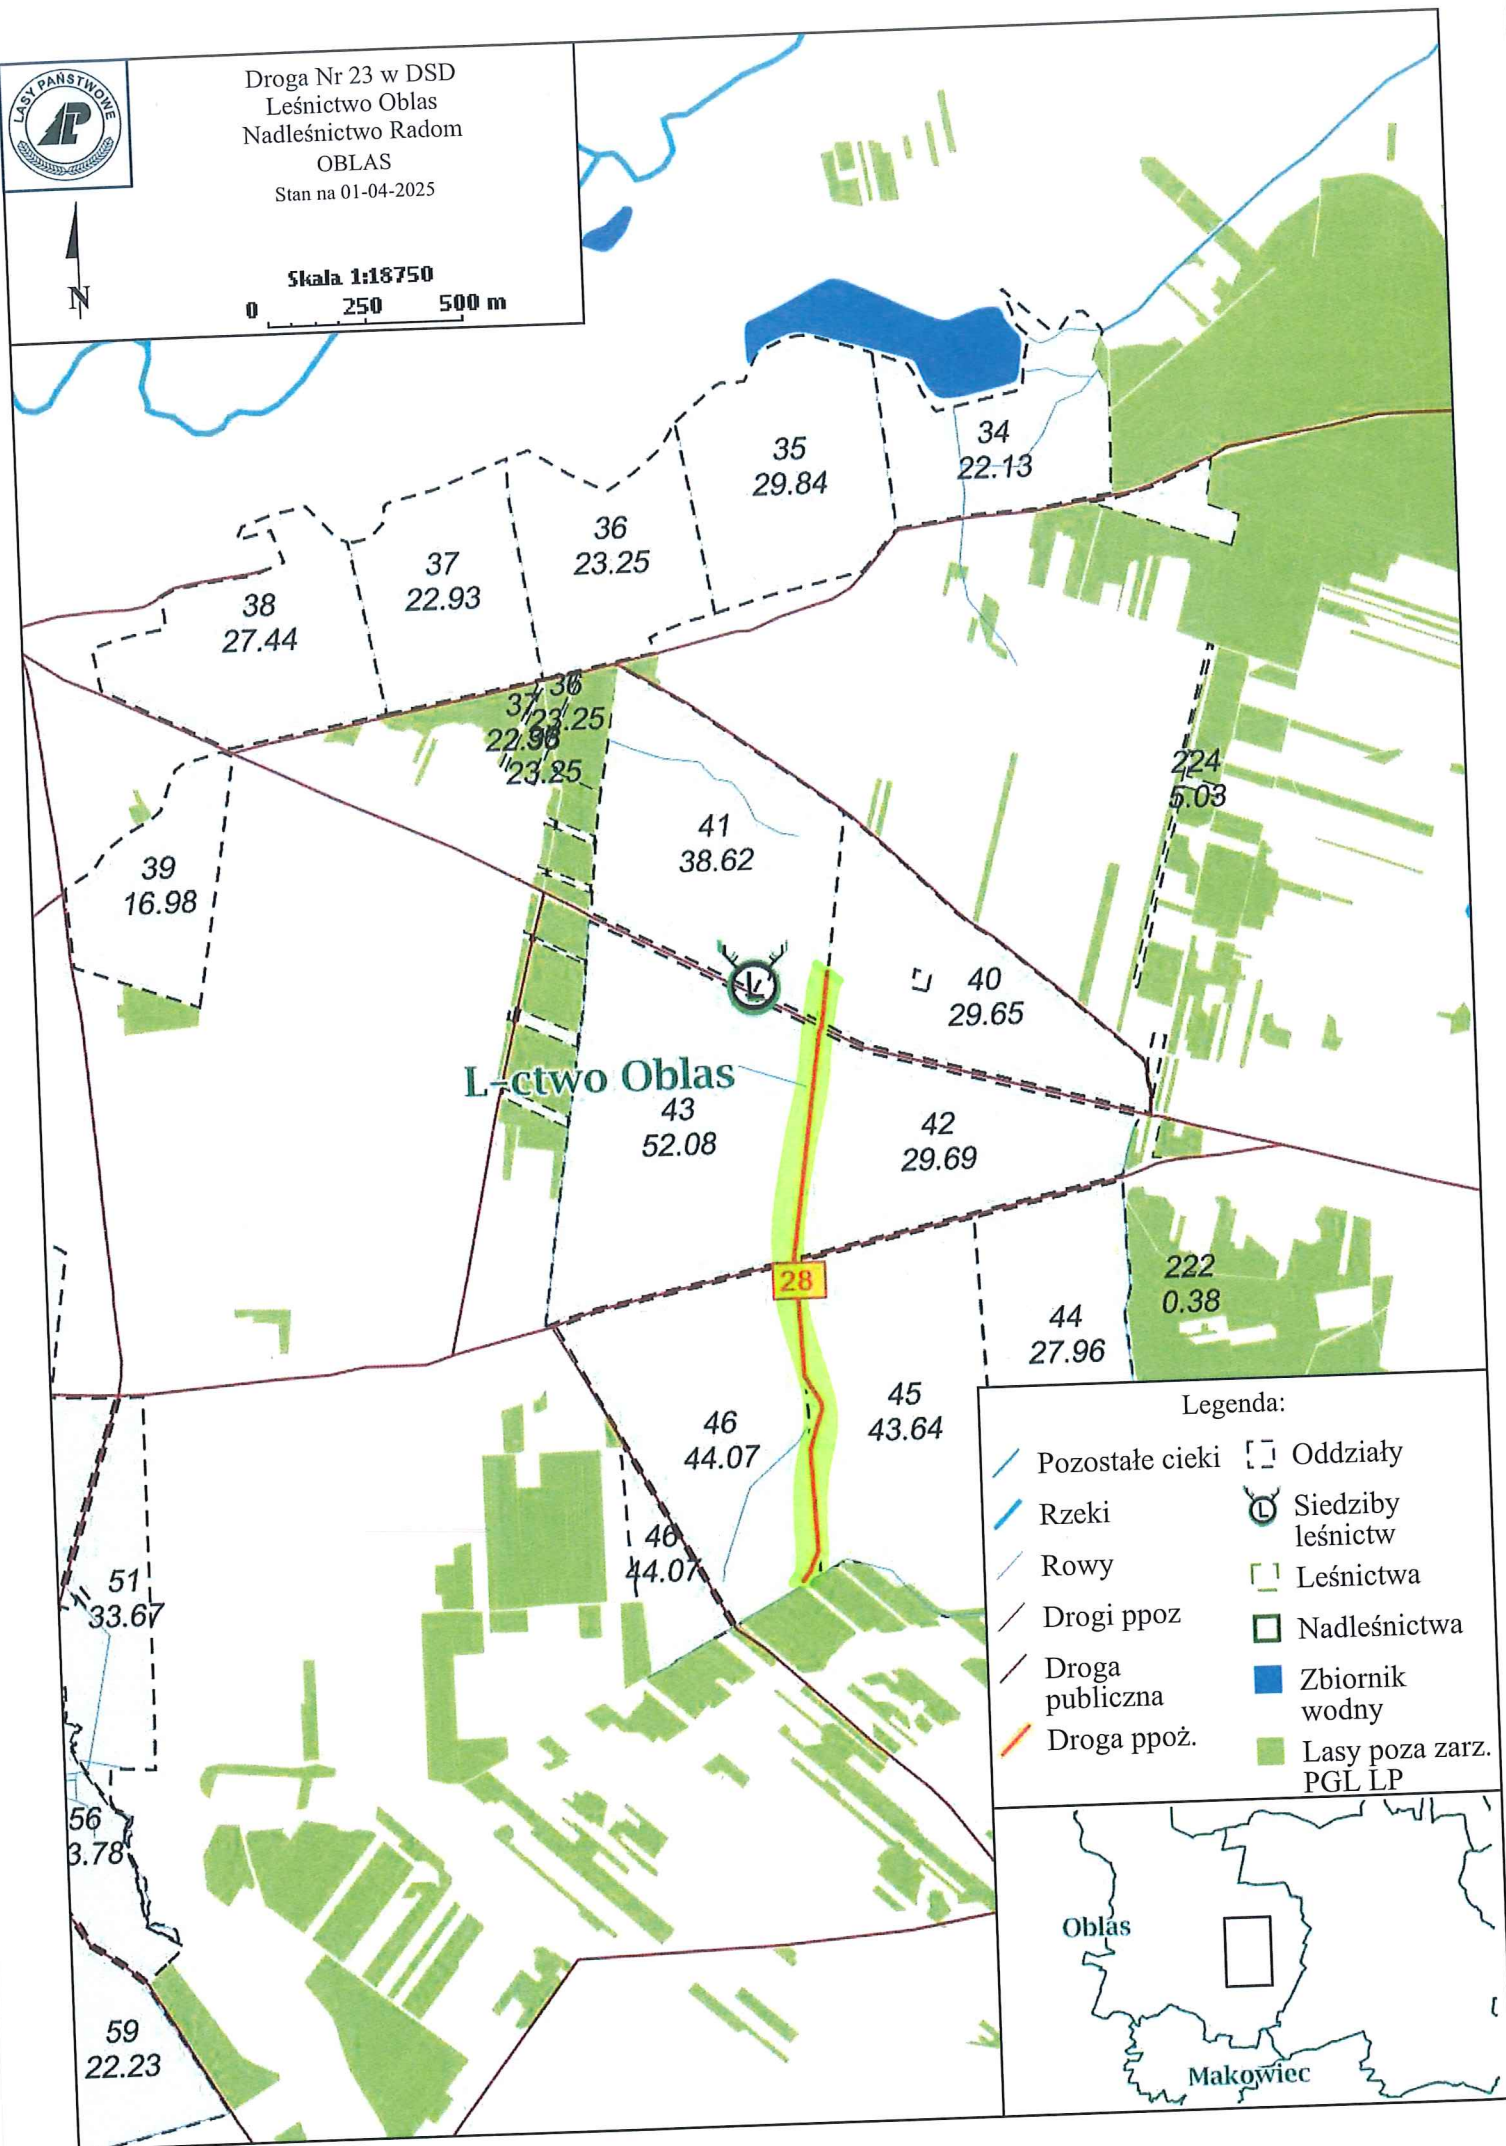 LASY PAŃSTWOWE
Droga Nr 23 w DSD
Leśnictwo Oblas
Nadleśnictwo Radom
OBLAS
Stan na 01-04-2025
N
Skala 1:18750
0 250 500 m
34
22.13
35
29.84
36
23.25
37
22.93
38
27.44
36
37
23.25
23.25
224
5.03
41
38.62
39
16.98
40
29.65
L
L-ctwo Oblas
43
52.08
42
29.69
28
222
0.38
44
27.96
45
43.64
46
44.07
46
44.07
51
33.67
56
3.78
59
22.23
Legenda:
Pozostałe cieki
Rzeki
Rowy
Drogi ppoz
Droga
publiczna
Droga ppoż.
Oddziały
L
Siedziby
leśnictw
Leśnictwa
Nadleśnictwa
Zbiornik
wodny
Lasy poza zarz.
PGL LP
Oblas
Makowiec